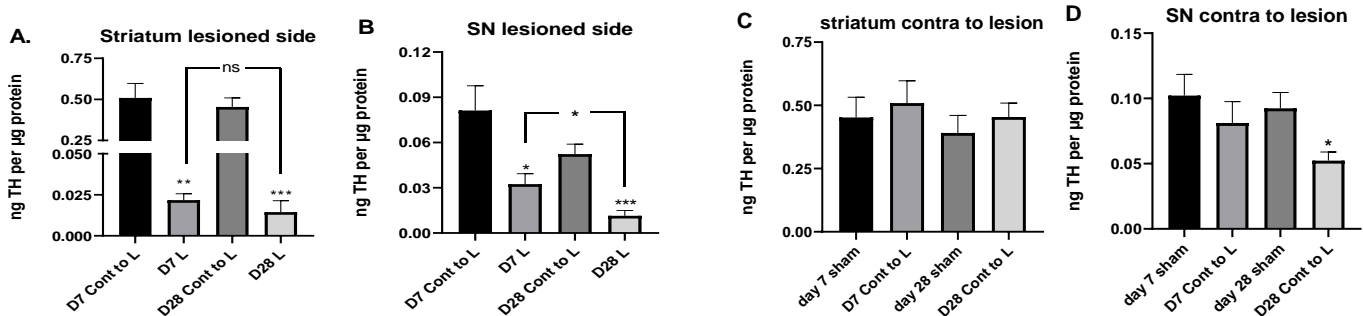 A.
Striatum lesioned side
ng TH per µg protein
0.75
0.50
0.25
0.050
0.025
0.000
ns
**
***
D7 Cont to L
D7 L
D28 Cont to L
D28 L
B
SN lesioned side
ng TH per µg protein
0.12
0.09
0.06
0.03
0.00
*
*
***
D7 Cont to L
D7 L
D28 Cont to L
D28 L
C
striatum contra to lesion
ng TH per µg protein
0.75
0.50
0.25
0.00
day 7 sham
D7 Cont to L
day 28 sham
D28 Cont to L
D
SN contra to lesion
ng TH per µg protein
0.15
0.10
0.05
0.00
*
day 7 sham
D7 Cont to L
day 28 sham
D28 Cont to L